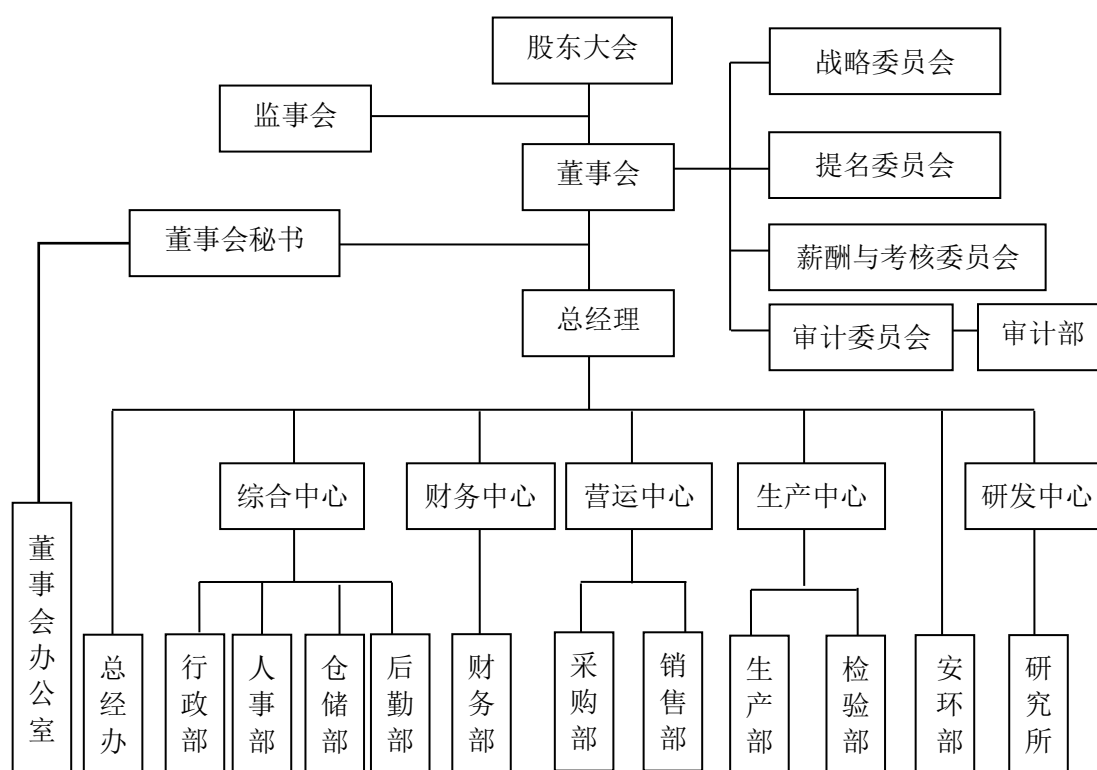 股东大会
战略委员会
监事会
提名委员会
董事会
董事会秘书
薪酬与考核委员会
总经理
审计委员会
审计部
综合中心
财务中心
营运中心
生产中心
研发中心
董事会办公室
总经办
行政部
人事部
仓储部
后勤部
财务部
采购部
销售部
生产部
检验部
安环部
研究所